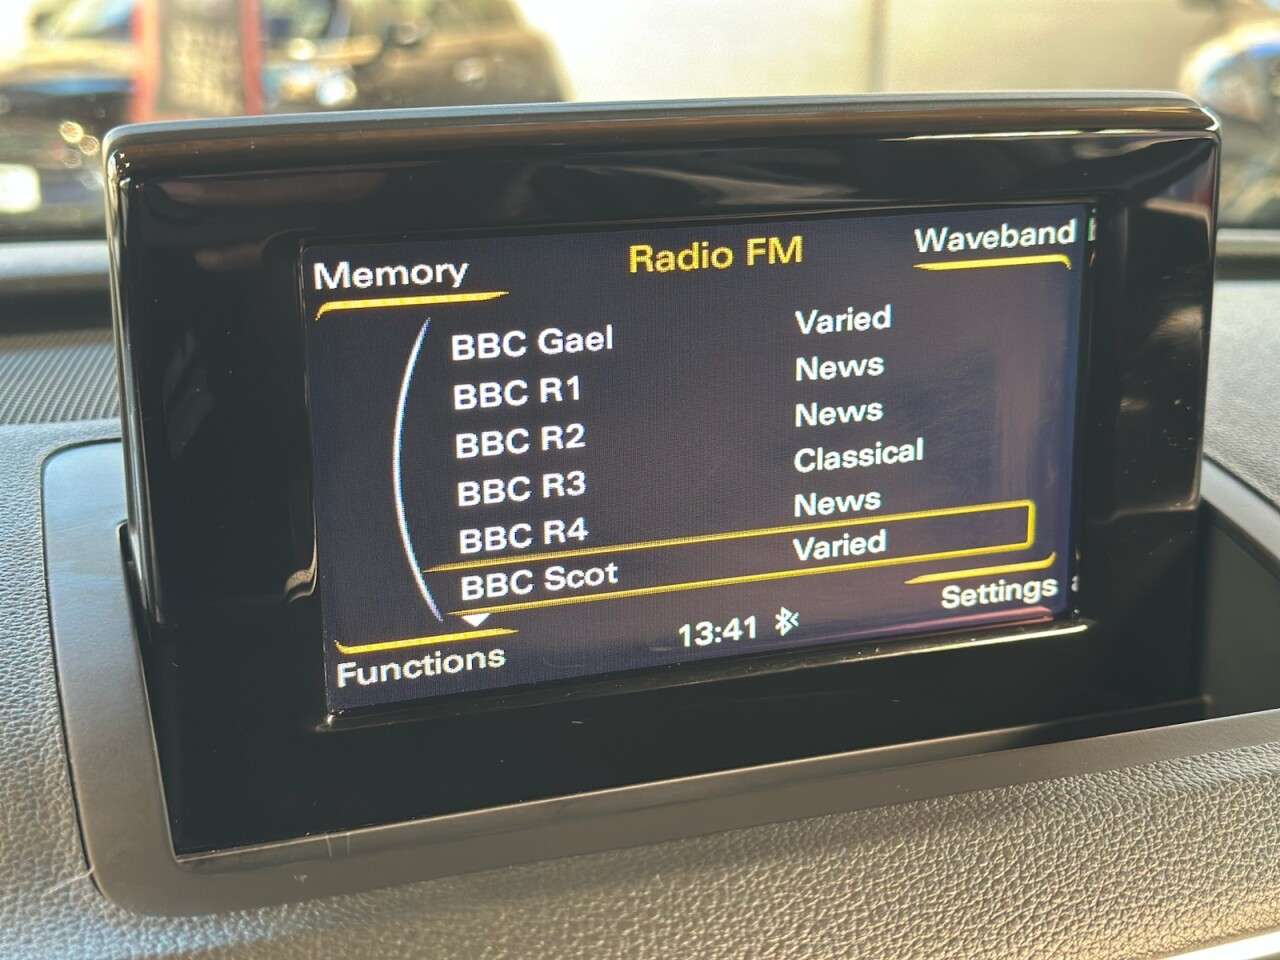 Memory
Radio FM
Waveband
BBC Gael Varied
BBC R1 News
BBC R2 News
BBC R3 Classical
BBC R4 News
BBC Scot Varied
Functions
13:41
Settings